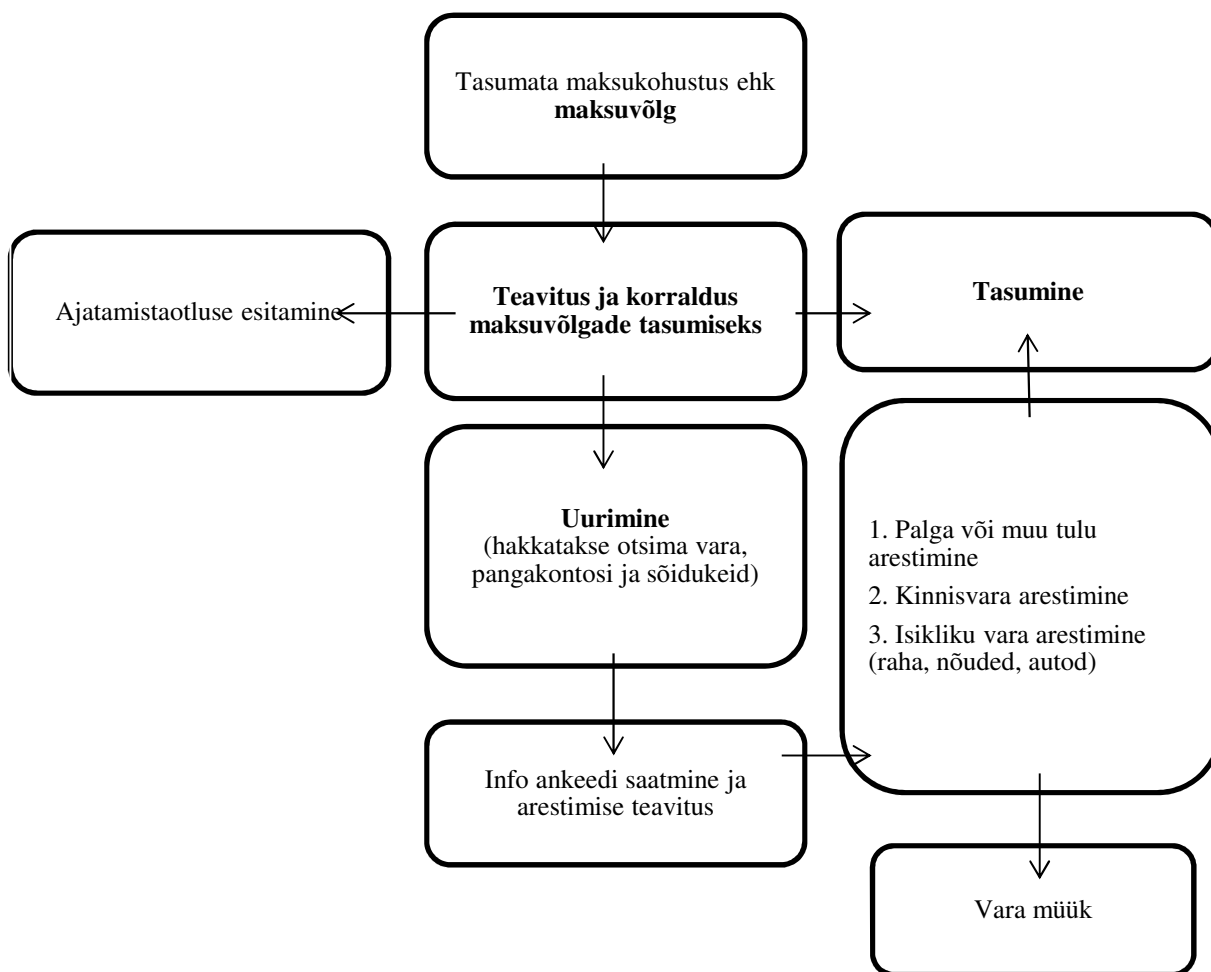 Tasumata maksukohustus ehk
maksuvõlg
Ajatamistaotluse esitamine
Teavitus ja korraldus
maksuvõlgade tasumiseks
Tasumine
Uurimine
(hakkatakse otsima vara,
pangakontosi ja sõidukeid)
1. Palga või muu tulu
arestimine
2. Kinnisvara arestimine
3. Isikliku vara arestimine
(raha, nõuded, autod)
Info ankeedi saatmine ja
arestimise teavitus
Vara müük